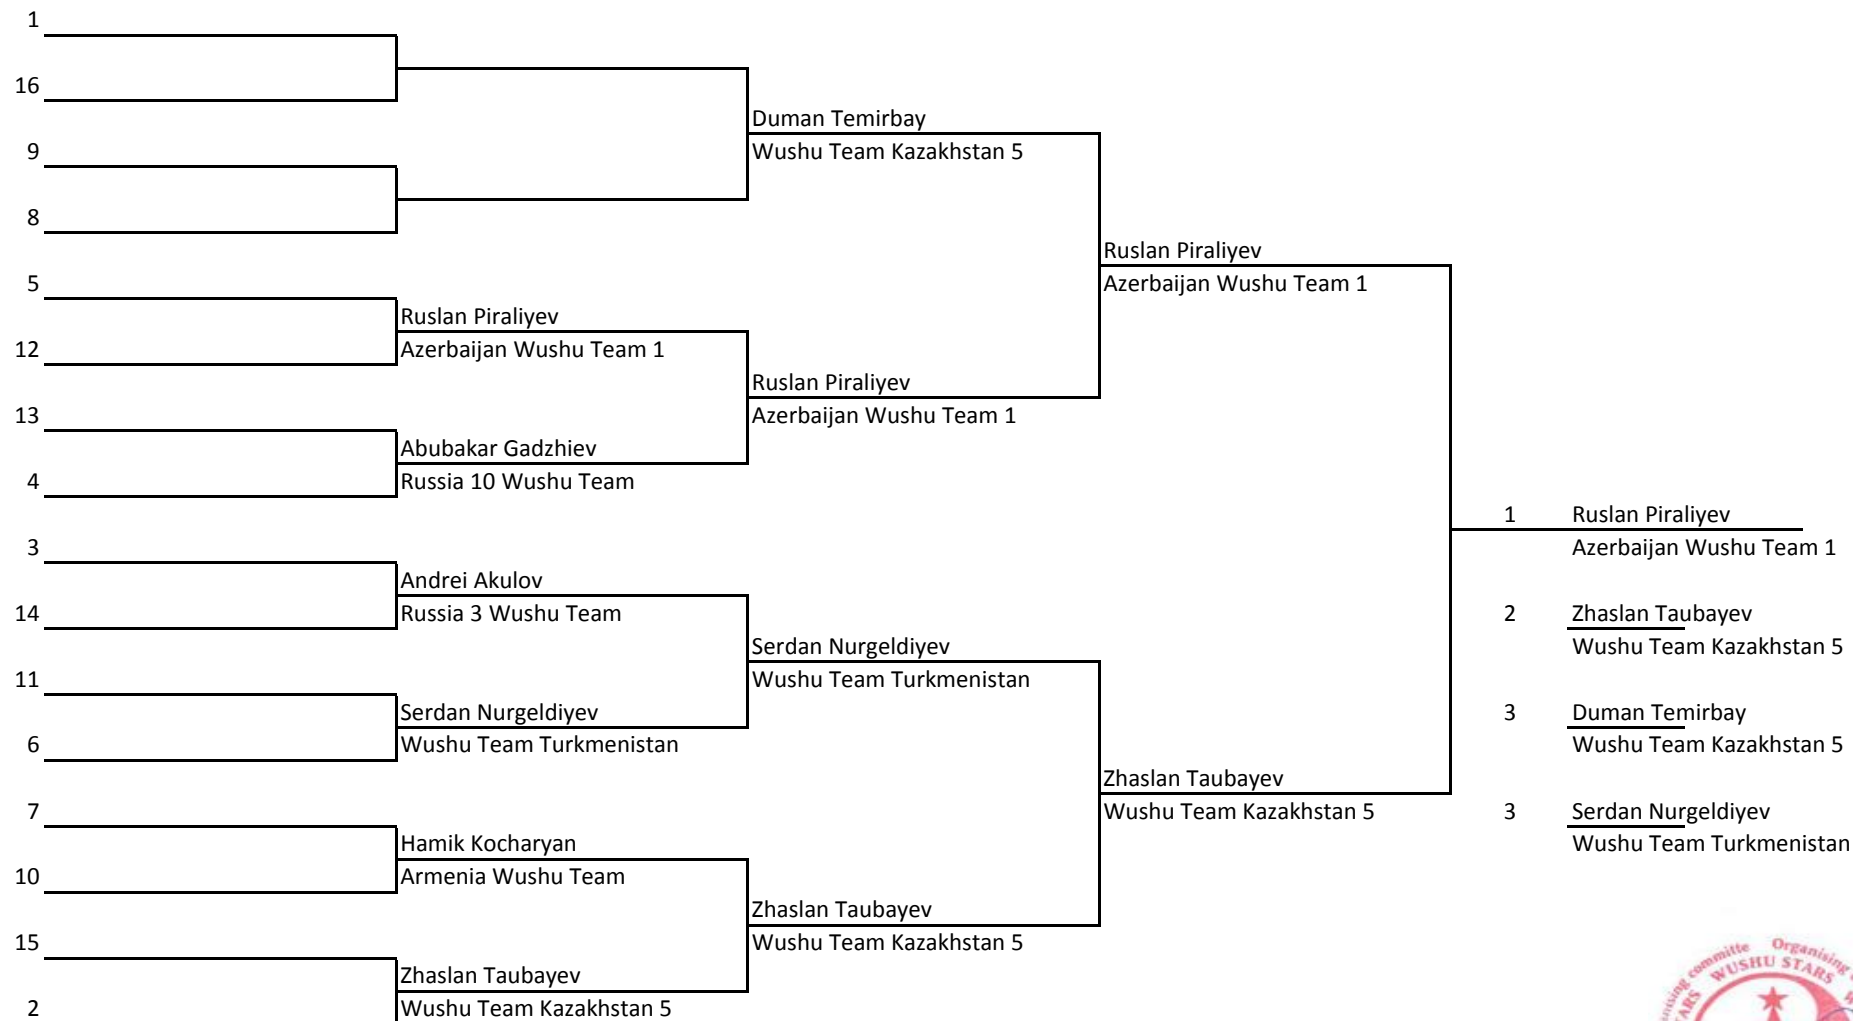 1
16
Duman Temirbay
9
Wushu Team Kazakhstan 5
8
Ruslan Piraliyev
5
Azerbaijan Wushu Team 1
Ruslan Piraliyev
12
Azerbaijan Wushu Team 1
Ruslan Piraliyev
13
Azerbaijan Wushu Team 1
Abubakar Gadzhiev
4
Russia 10 Wushu Team
1 Ruslan Piraliyev
3
Azerbaijan Wushu Team 1
Andrei Akulov
14
Russia 3 Wushu Team
2 Zhaslan Taubayev
Serdan Nurgeldiyev
Wushu Team Kazakhstan 5
11
Wushu Team Turkmenistan
Serdan Nurgeldiyev
3 Duman Temirbay
6
Wushu Team Turkmenistan
Wushu Team Kazakhstan 5
Zhaslan Taubayev
7
Wushu Team Kazakhstan 5
3 Serdan Nurgeldiyev
Hamik Kocharyan
Wushu Team Turkmenistan
10
Armenia Wushu Team
Zhaslan Taubayev
15
Wushu Team Kazakhstan 5
Zhaslan Taubayev
2
Wushu Team Kazakhstan 5
committe Organising
WUSHU STARS